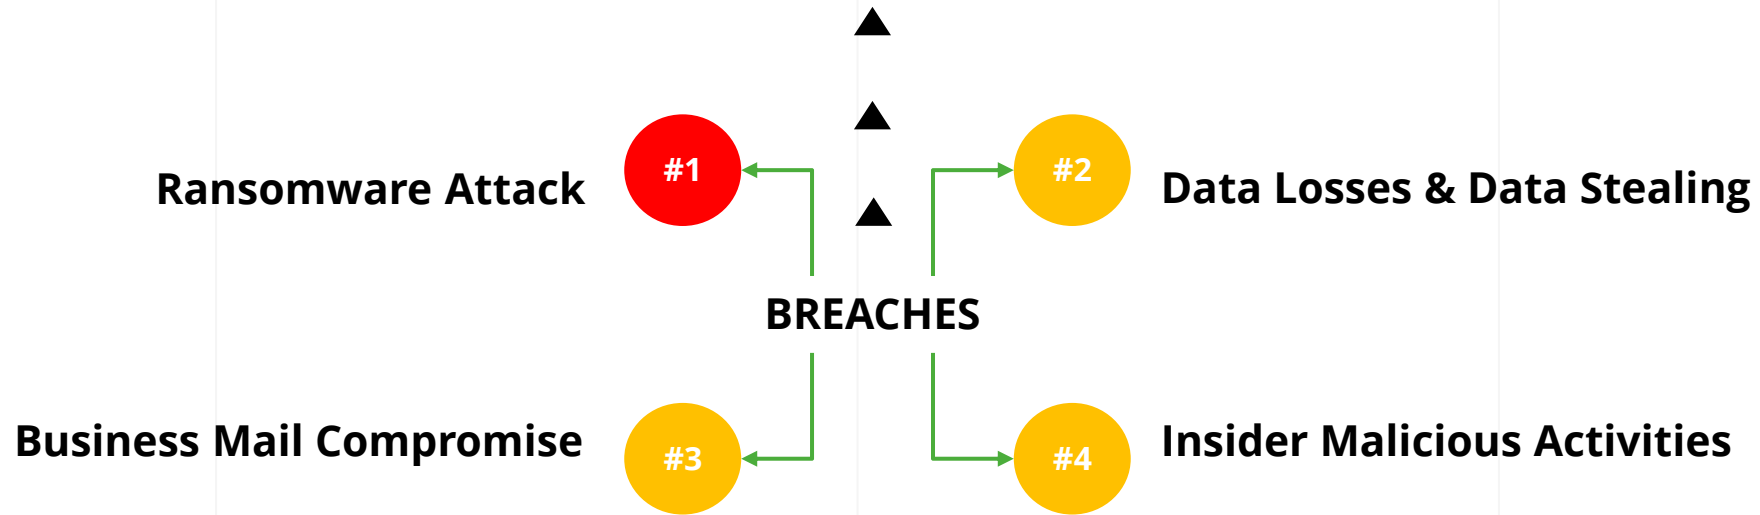 #1
#2
Ransomware Attack
Data Losses & Data Stealing
BREACHES
Business Mail Compromise
#3
#4
Insider Malicious Activities